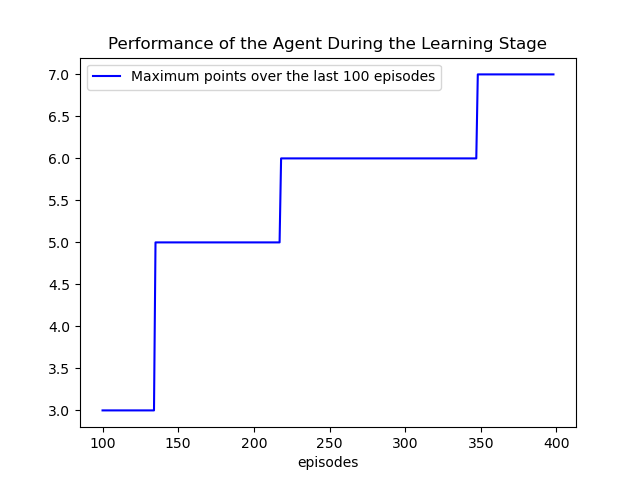 Performance of the Agent During the Learning Stage
Maximum points over the last 100 episodes
7.0
6.5
6.0
5.5
5.0
4.5
4.0
3.5
3.0
100 150 200 250 300 350 400
episodes